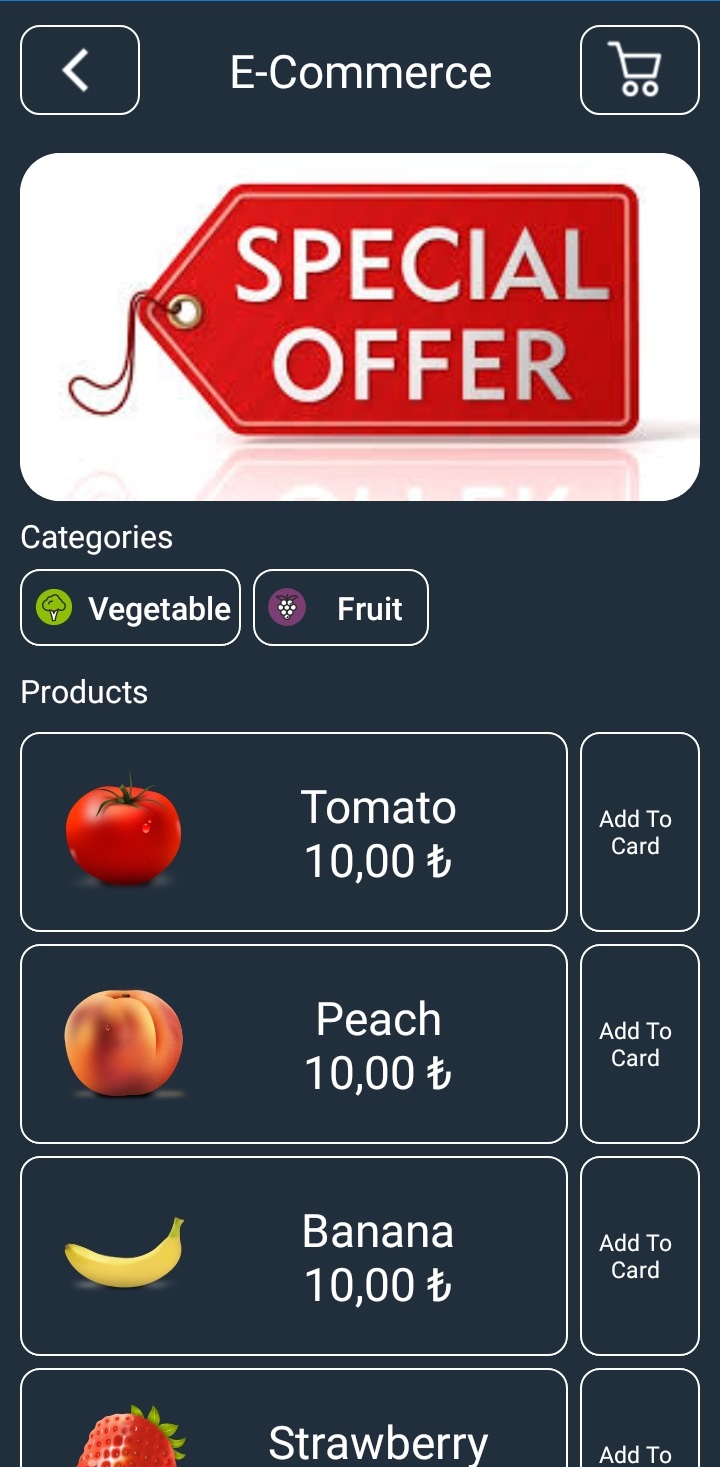 E-Commerce
SPECIAL
OFFER
Categories
Vegetable
Fruit
Products
Tomato
10,00 ₺
Add To
Card
Peach
10,00 ₺
Add To
Card
Banana
10,00 ₺
Add To
Card
Strawberry
Add To